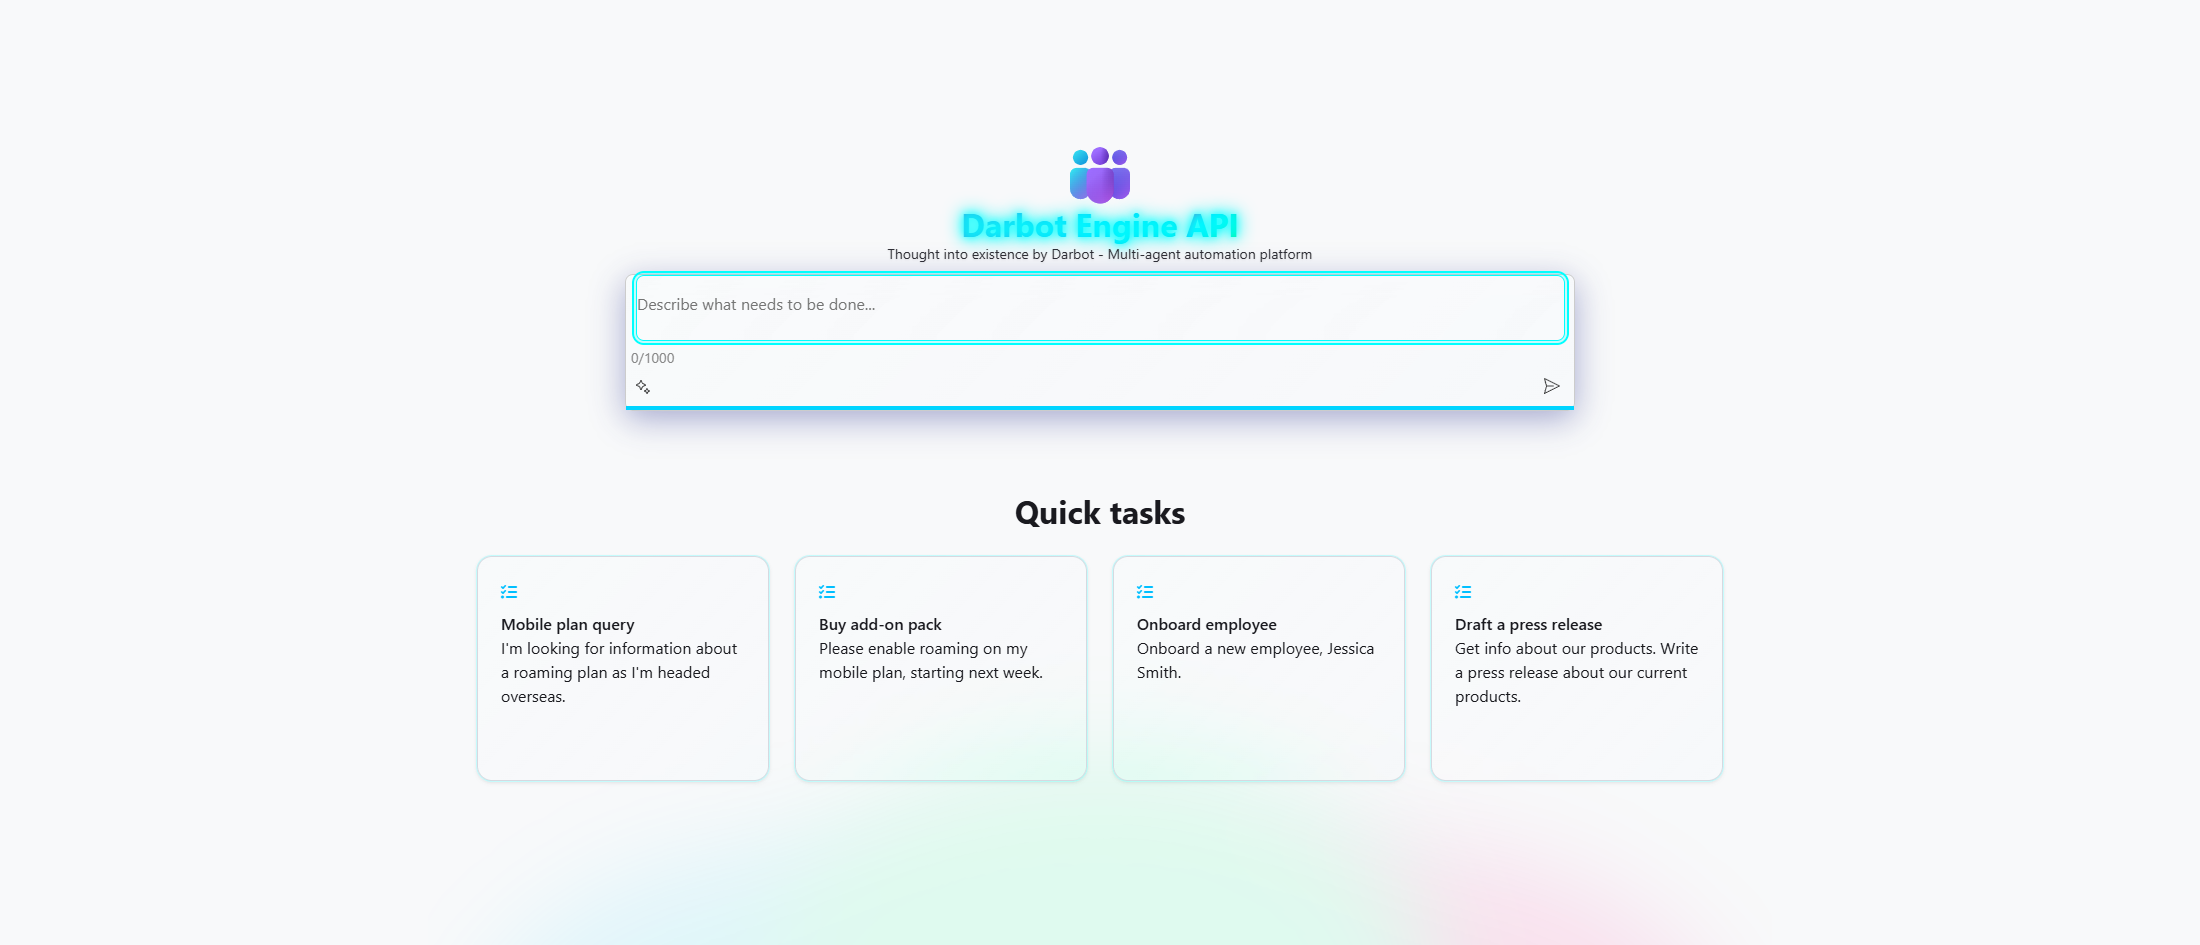 Darbot Engine API
Thought into existence by Darbot - Multi-agent automation platform
Describe what needs to be done...
0/1000
Quick tasks
Mobile plan query
I'm looking for information about
a roaming plan as I'm headed
overseas.
Buy add-on pack
Please enable roaming on my
mobile plan, starting next week.
Onboard employee
Onboard a new employee, Jessica
Smith.
Draft a press release
Get info about our products. Write
a press release about our current
products.